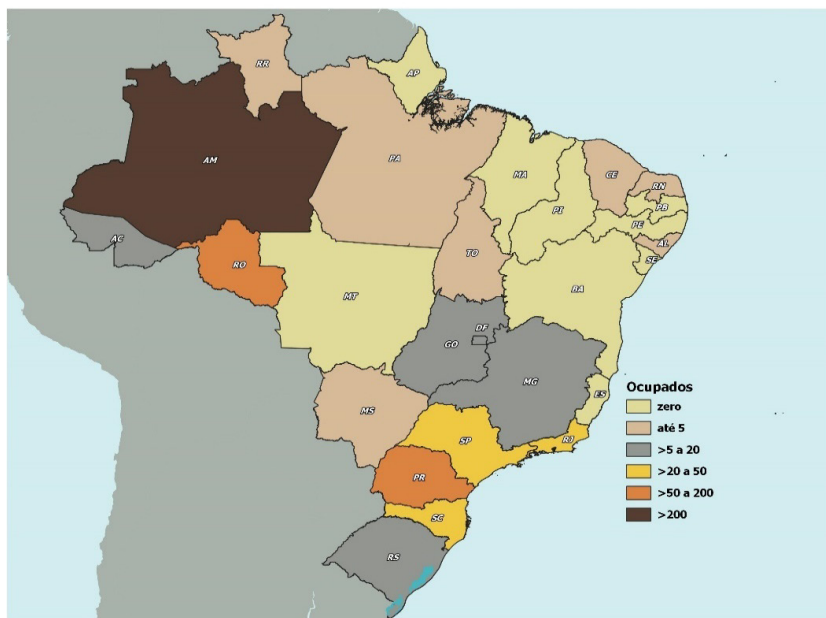 RR
AP
AM
PA
MA
CE
RN
PB
PI
PE
AL
SE
AC
RO
TO
BA
MT
DF
GO
MG
ES
MS
SP
RJ
PR
SC
RS
Ocupados
zero
até 5
>5 a 20
>20 a 50
>50 a 200
>200